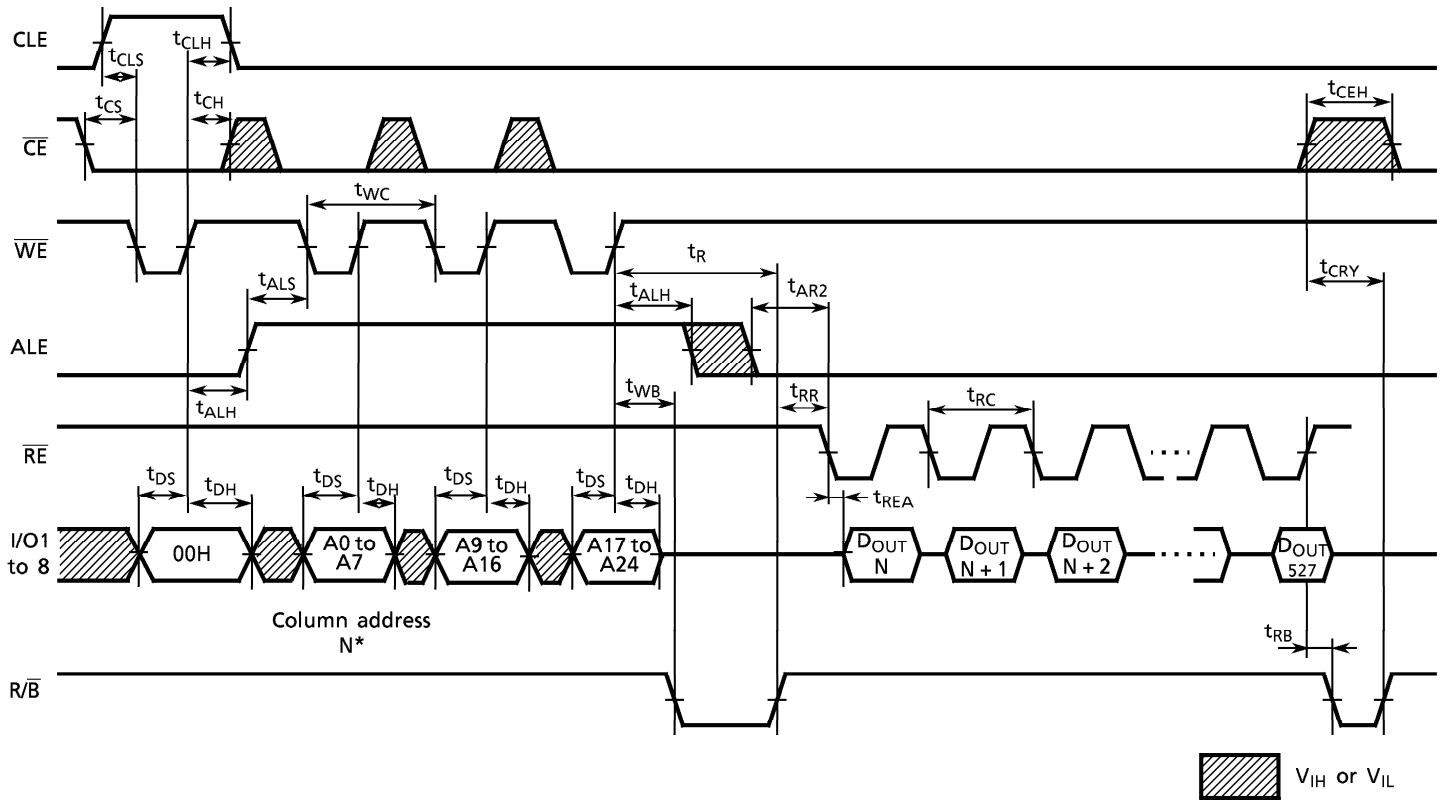 CLE
tCLS
tCLH
tCS
tCH
tCEH
CE
tWC
WE
tR
tCRY
tALS
tALH
tAR2
ALE
tALH
tWB
tRR
tRC
RE
tDS
tDH
tDS
tDH
tDS
tDH
tDS
tDH
tREA
I/O1
to 8
00H
A0 to
A7
A9 to
A16
A17 to
A24
DOUT
N
DOUT
N + 1
DOUT
N + 2
DOUT
527
Column address
N*
tRB
R/B
VIH or VIL